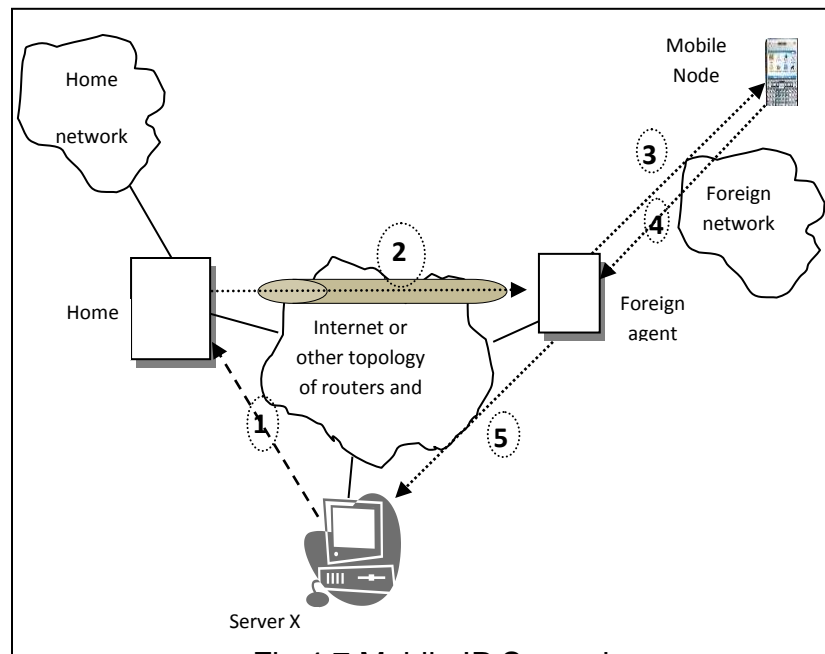 Home
network
Mobile
Node
3
Foreign
network
4
2
Home
Internet or
other topology
of routers and
Foreign
agent
1
5
Server X